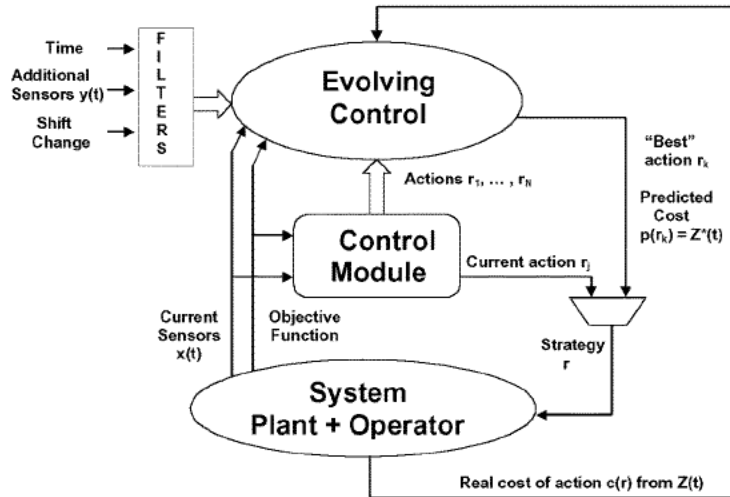 Time
Additional
Sensors y(t)
Shift
Change
F
I
L
T
E
R
S
Evolving
Control
"Best"
action rₖ
Predicted
Cost
p(rₖ) = Z*(t)
Actions r₁, ... , r_N
Control
Module
Current action rⱼ
Current
Sensors
x(t)
Objective
Function
Strategy
r
System
Plant + Operator
Real cost of action c(r) from Z(t)